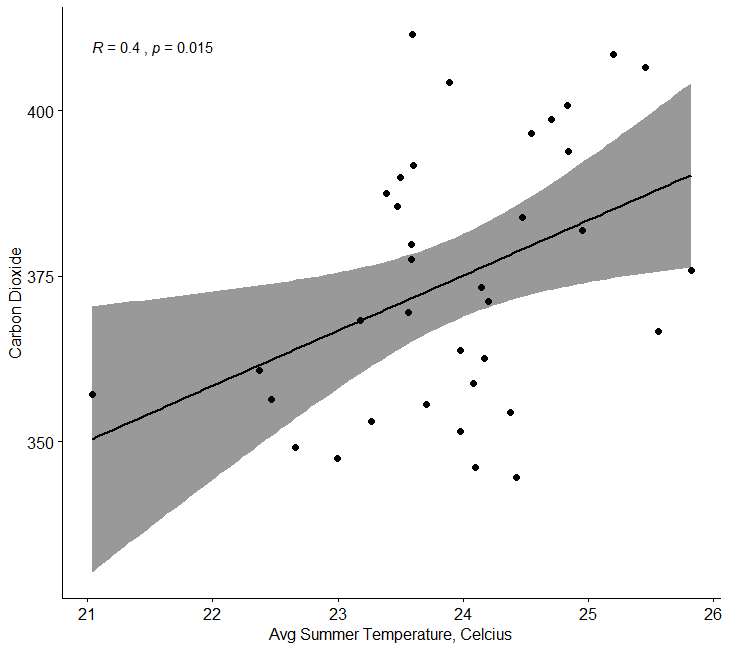 R = 0.4 , p = 0.015
400
375
350
Carbon Dioxide
21 22 23 24 25 26
Avg Summer Temperature, Celcius